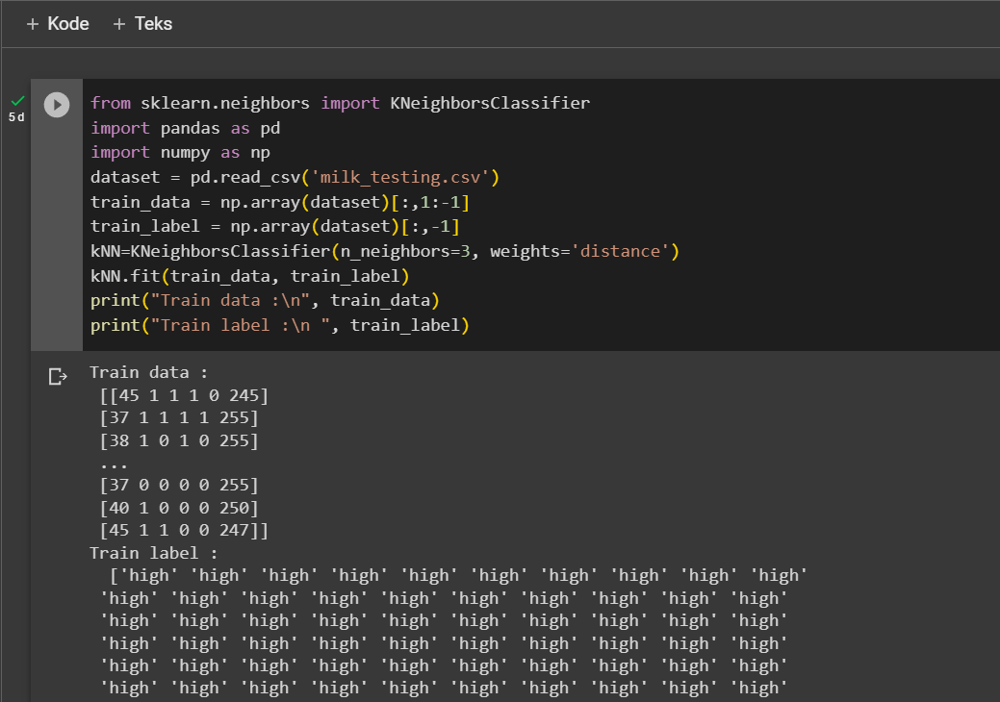 + Kode + Teks
5 d
from sklearn.neighbors import KNeighborsClassifier
import pandas as pd
import numpy as np
dataset = pd.read_csv('milk_testing.csv')
train_data = np.array(dataset)[:,1:-1]
train_label = np.array(dataset)[:,-1]
kNN=KNeighborsClassifier(n_neighbors=3, weights='distance')
kNN.fit(train_data, train_label)
print("Train data :\n", train_data)
print("Train label :\n ", train_label)
Train data :
[[45 1 1 1 0 245]
[37 1 1 1 1 255]
[38 1 0 1 0 255]
...
[37 0 0 0 0 255]
[40 1 0 0 0 250]
[45 1 1 0 0 247]]
Train label :
['high' 'high' 'high' 'high' 'high' 'high' 'high' 'high' 'high' 'high'
'high' 'high' 'high' 'high' 'high' 'high' 'high' 'high' 'high' 'high'
'high' 'high' 'high' 'high' 'high' 'high' 'high' 'high' 'high' 'high'
'high' 'high' 'high' 'high' 'high' 'high' 'high' 'high' 'high' 'high'
'high' 'high' 'high' 'high' 'high' 'high' 'high' 'high' 'high' 'high'
'high' 'high' 'high' 'high' 'high' 'high' 'high' 'high' 'high' 'high'